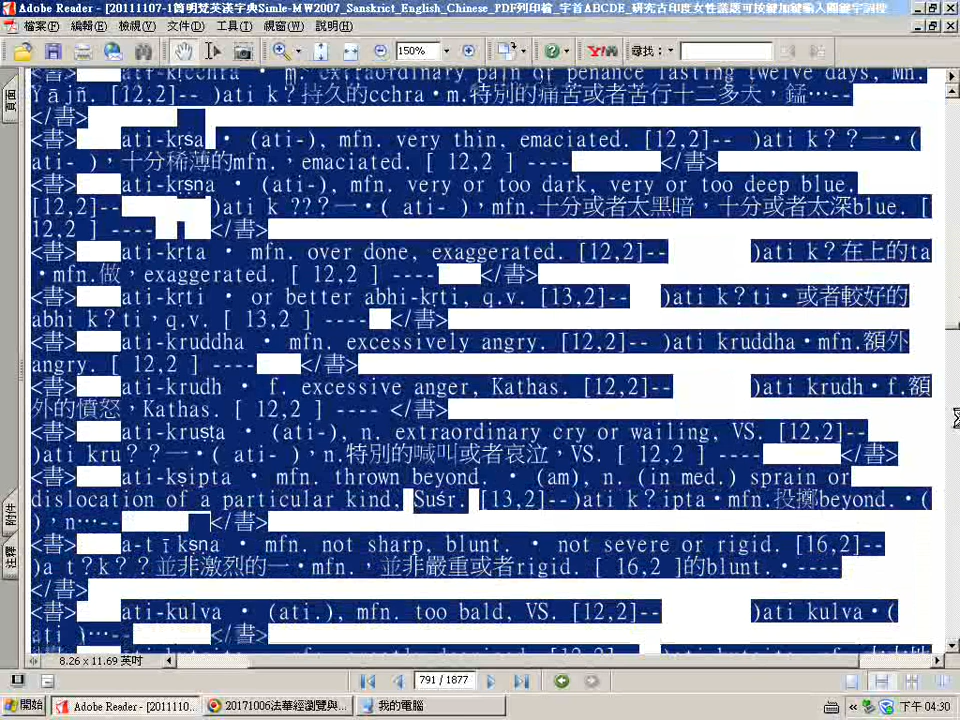 Adobe Reader - [20111107-1簡明梵英漢字典Simle-MW2007_Sanskrict_English_Chinese_PDF列印檔_字首ABCDE_研究古印度女性議題可按鍵加鍵輸入關鍵字詞搜
檔案(F) 編輯(E) 檢視(V) 文件(D) 工具(T) 視窗(W) 說明(H)
150% Y! 尋找：
<書> ati-kṛcchra • m. extraordinary pain or penance lasting twelve days, Mn.
Yājñ. [12,2]-- )ati k？持久的cchra・m.特別的痛苦或者苦行十二多天，錳…--
</書>
<書> ati-kṛśa • (ati-), mfn. very thin, emaciated. [12,2]-- )ati k？？一・(
ati- )，十分稀薄的mfn.，emaciated. [ 12,2 ] ---- </書>
<書> ati-kṛṣṇa • (ati-), mfn. very or too dark, very or too deep blue.
[12,2]-- )ati k ???一・( ati- )，mfn.十分或者太黑暗，十分或者太深blue. [
12,2 ] ---- </書>
<書> ati-kṛta • mfn. over done, exaggerated. [12,2]-- )ati k？在上的ta
・mfn.做，exaggerated. [ 12,2 ] ---- </書>
<書> ati-kṛti • or better abhi-kṛti, q.v. [13,2]-- )ati k？ti・或者較好的
abhi k？ti，q.v. [ 13,2 ] ---- </書>
<書> ati-kruddha • mfn. excessively angry. [12,2]-- )ati kruddha・mfn.額外
angry. [ 12,2 ] ---- </書>
<書> ati-krudh • f. excessive anger, Kathas. [12,2]-- )ati krudh・f.額
外的憤怒，Kathas. [ 12,2 ] ---- </書>
<書> ati-kruṣṭa • (ati-), n. extraordinary cry or wailing, VS. [12,2]--
)ati kru？？一・( ati- )，n.特別的喊叫或者哀泣，VS. [ 12,2 ] ---- </書>
<書> ati-kṣipta • mfn. thrown beyond. • (am), n. (in med.) sprain or
dislocation of a particular kind, Suśr. [13,2]--)ati k？ipta・mfn.投擲beyond.・(
)，n…-- </書>
<書> a-tīkṣṇa • mfn. not sharp, blunt. • not severe or rigid. [16,2]--
)a t？k？？並非激烈的一・mfn.，並非嚴重或者rigid. [ 16,2 ]的blunt.・----
</書>
<書> ati-kulva • (ati.), mfn. too bald, VS. [12,2]-- )ati kulva・(
ati )…-- </書>
頁面
附件
注釋
8.26 x 11.69 英吋
791 / 1877
開始 Adobe Reader - [2011110... 20171006法華經瀏覽與... 我的電腦 下午 04:30